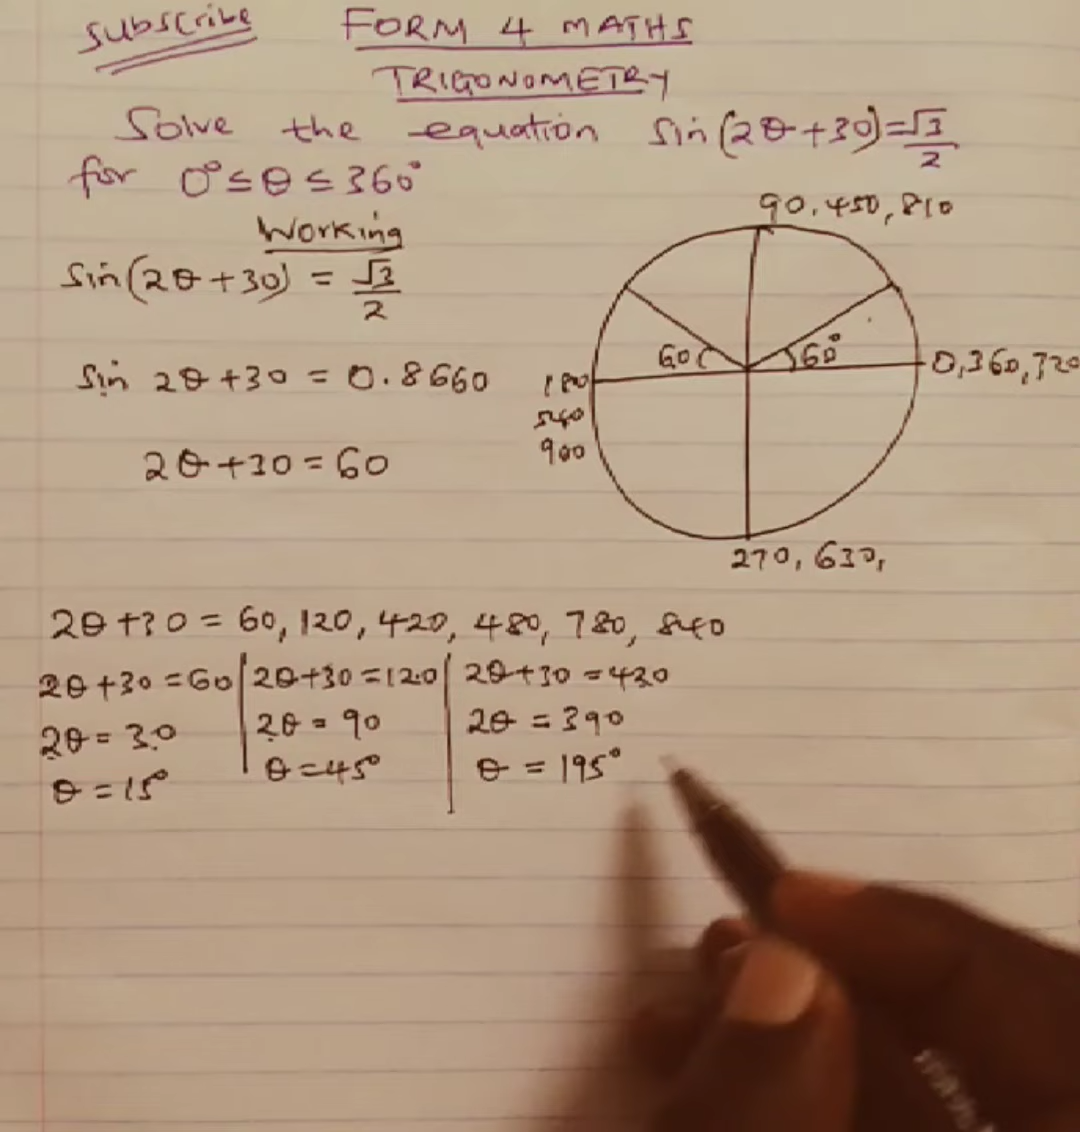 subscribe FORM 4 MATHS
TRIGONOMETRY
Solve the equation sin(2θ+30)=√3/2
for 0°≤θ≤360°
Working
sin(2θ+30) = √3/2
sin 2θ+30 = 0.8660
2θ+30=60
90, 450, 810
60 60°
0, 360, 720
180
540
900
270, 630,
2θ+30 = 60, 120, 420, 480, 780, 840
2θ+30=60 2θ+30=120 2θ+30=420
2θ=30 2θ=90 2θ=390
θ=15° θ=45° θ=195°